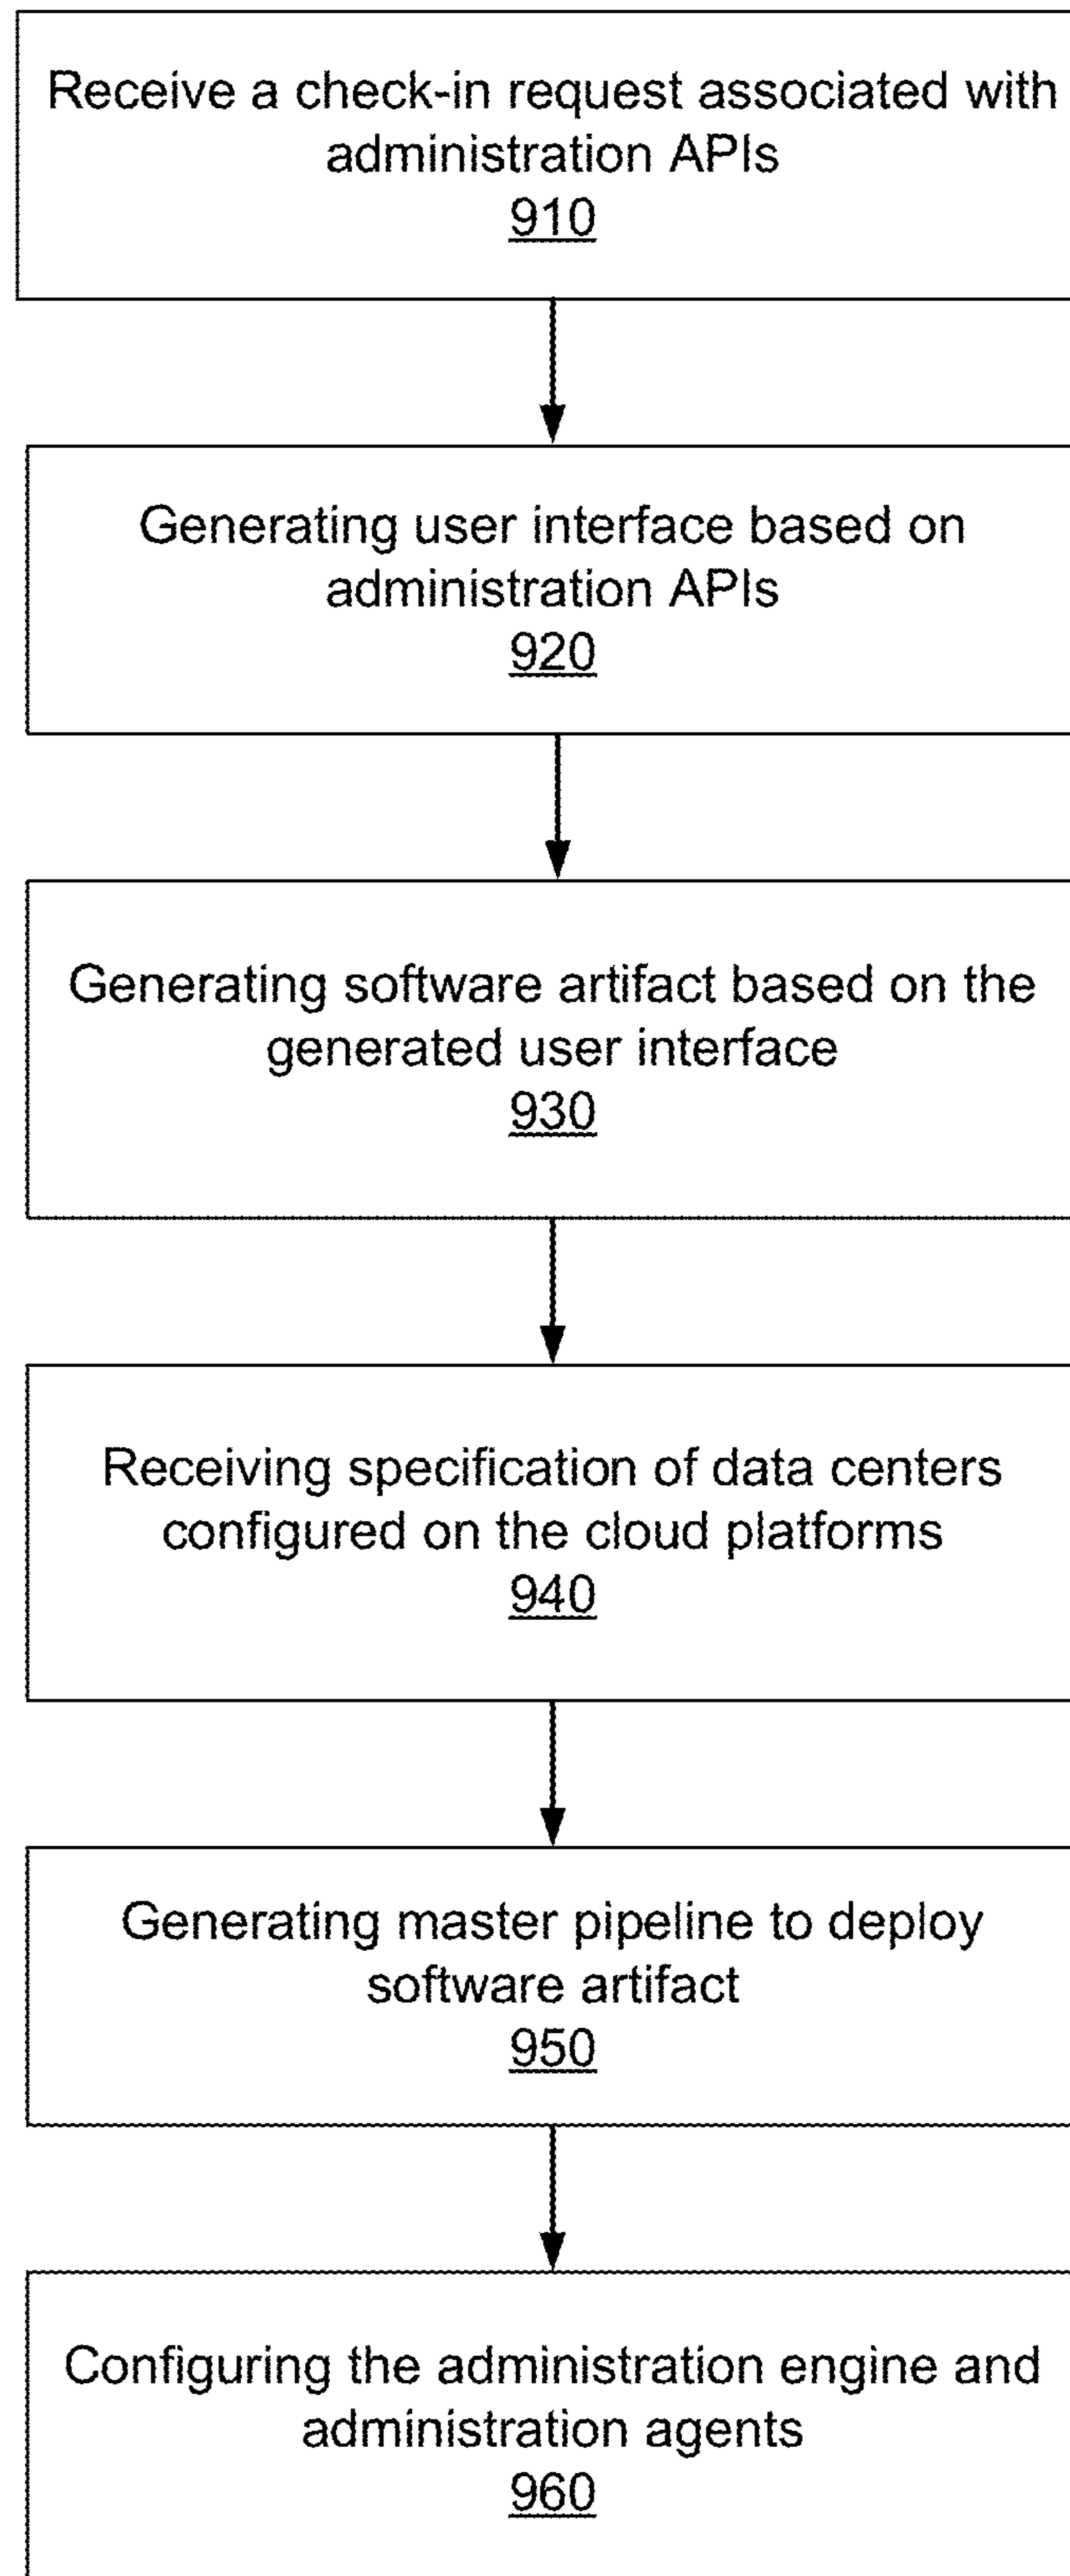 Receive a check-in request associated with
administration APIs
910
Generating user interface based on
administration APIs
920
Generating software artifact based on the
generated user interface
930
Receiving specification of data centers
configured on the cloud platforms
940
Generating master pipeline to deploy
software artifact
950
Configuring the administration engine and
administration agents
960